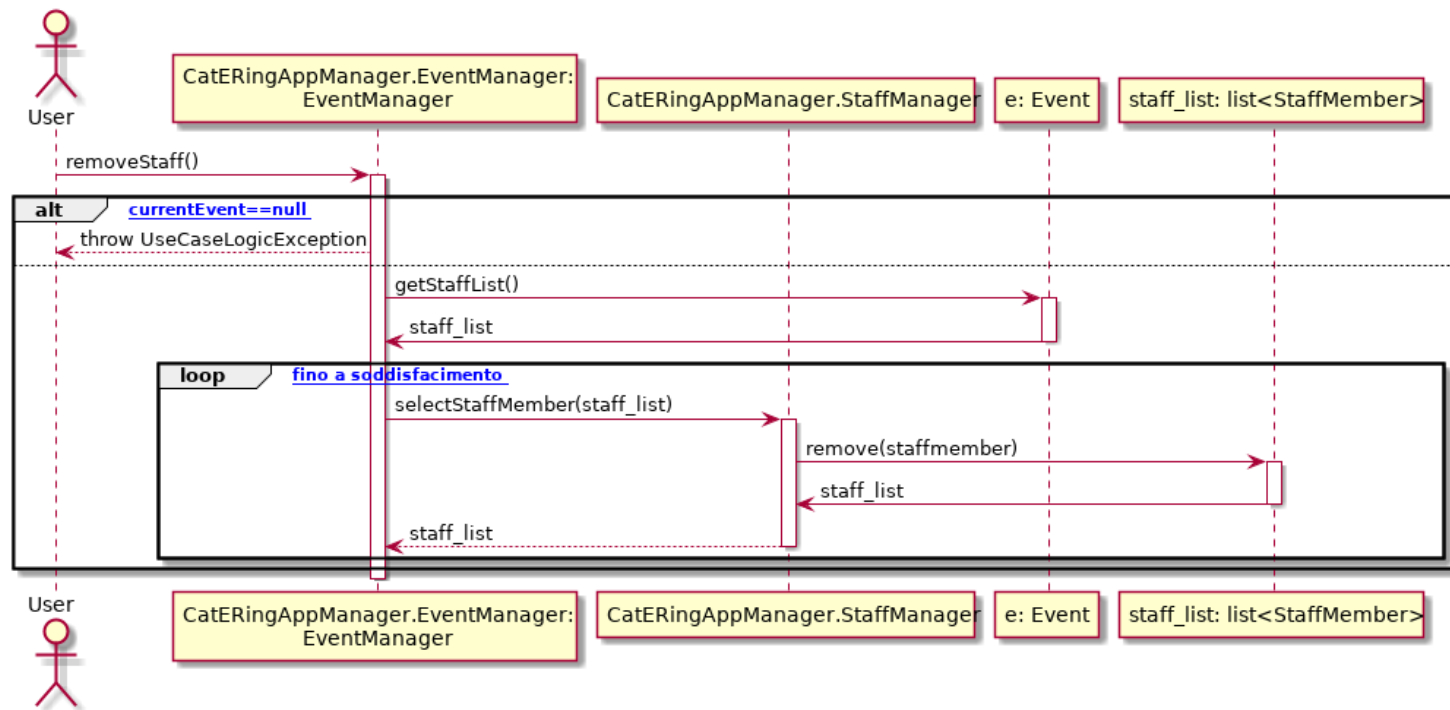 User
CatERingAppManager.EventManager:
EventManager
CatERingAppManager.StaffManager
e: Event
staff_list: list<StaffMember>
removeStaff()
alt
currentEvent==null
throw UseCaseLogicException
getStaffList()
staff_list
loop
fino a soddisfacimento
selectStaffMember(staff_list)
remove(staffmember)
staff_list
staff_list
User
CatERingAppManager.EventManager:
EventManager
CatERingAppManager.StaffManager
e: Event
staff_list: list<StaffMember>